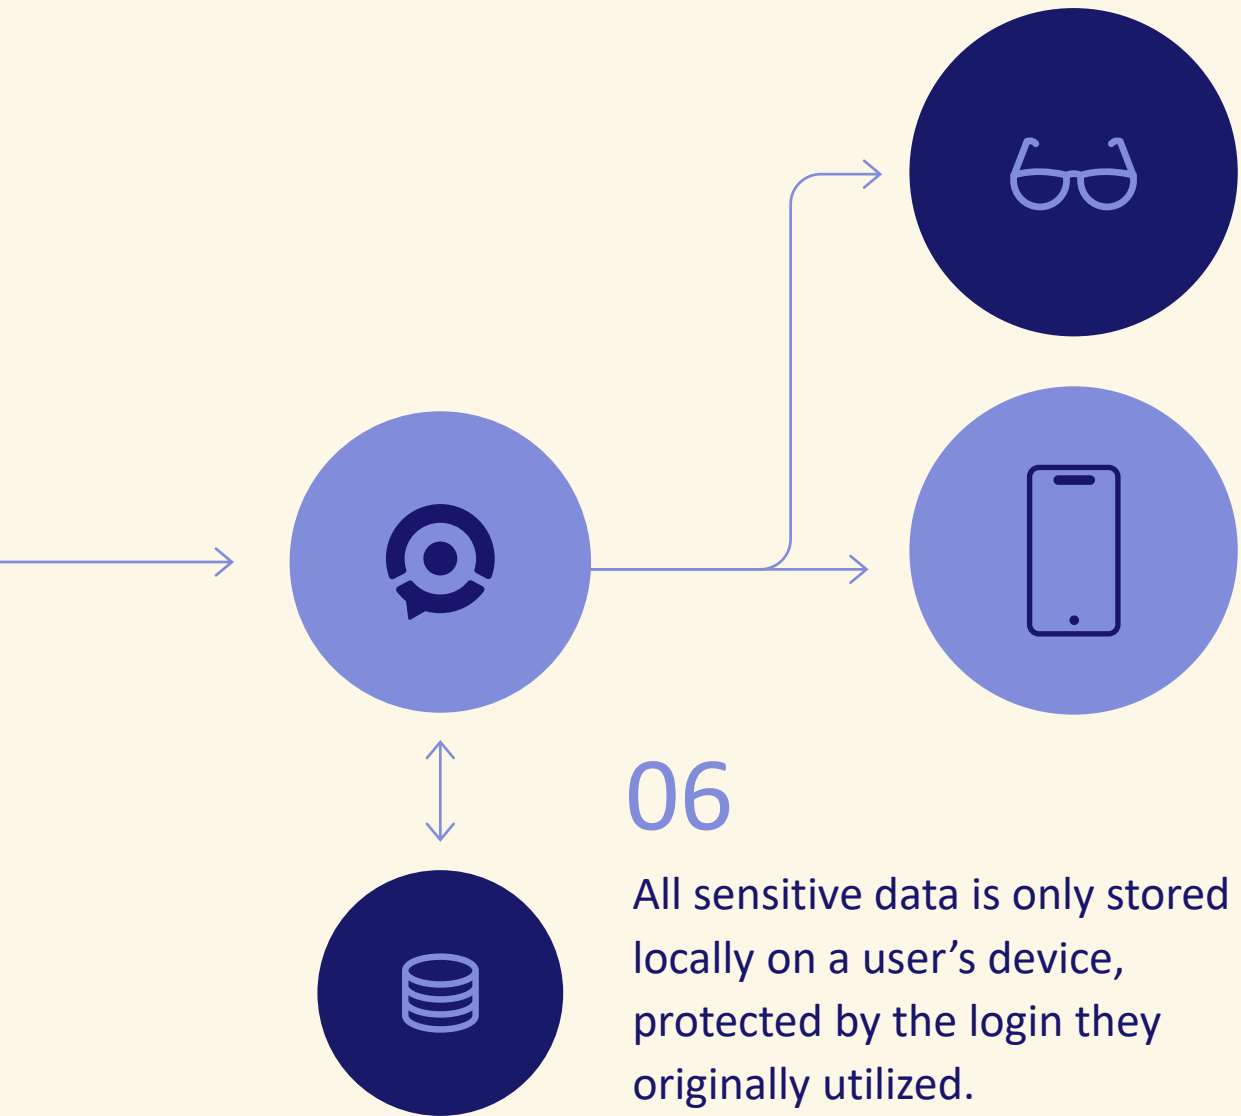 06
All sensitive data is only stored
locally on a user’s device,
protected by the login they
originally utilized.